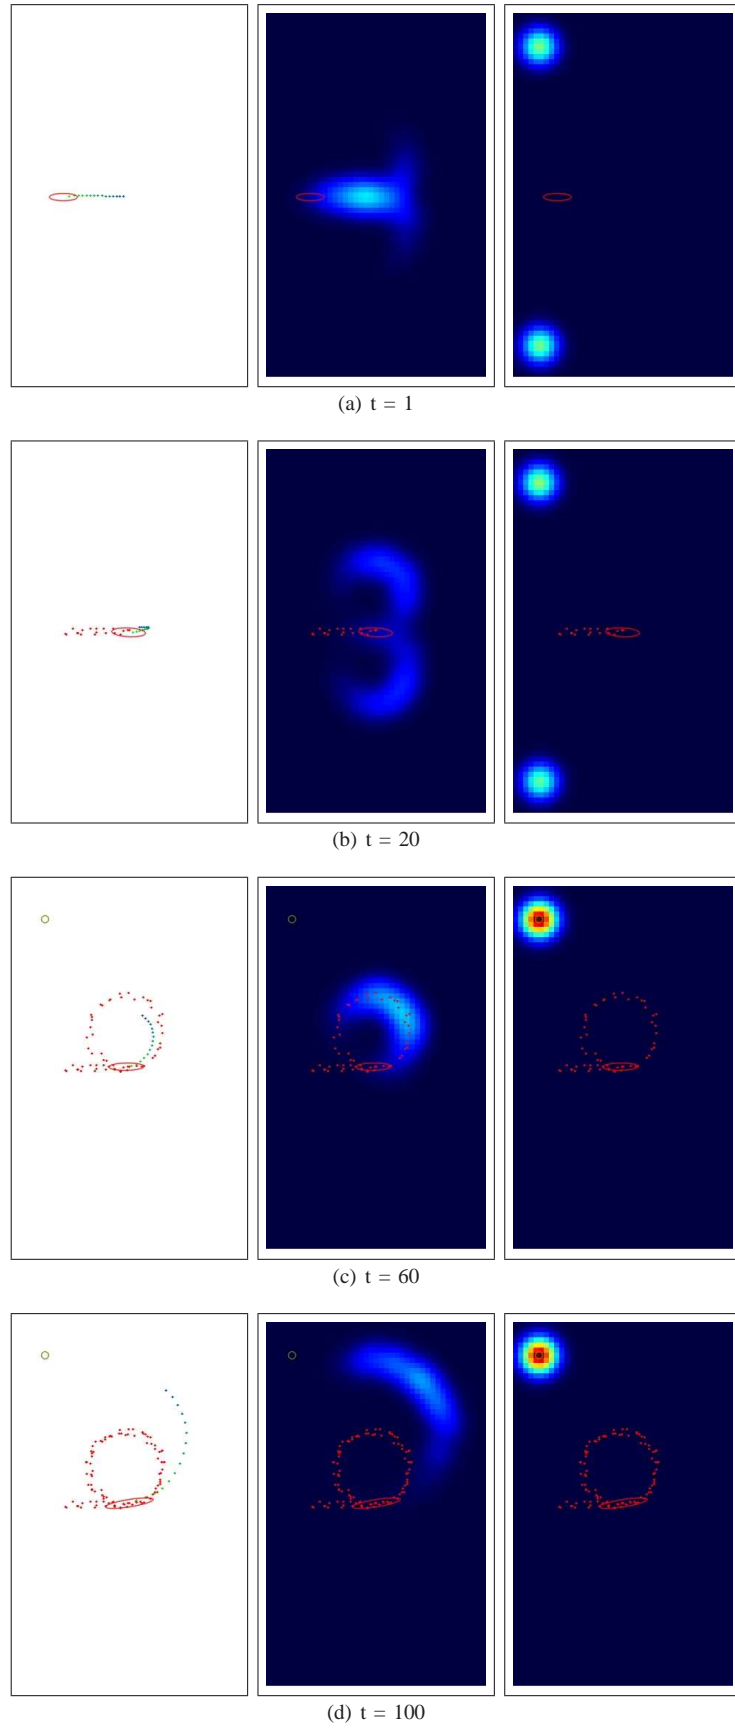 (a) t = 1
(b) t = 20
(c) t = 60
(d) t = 100